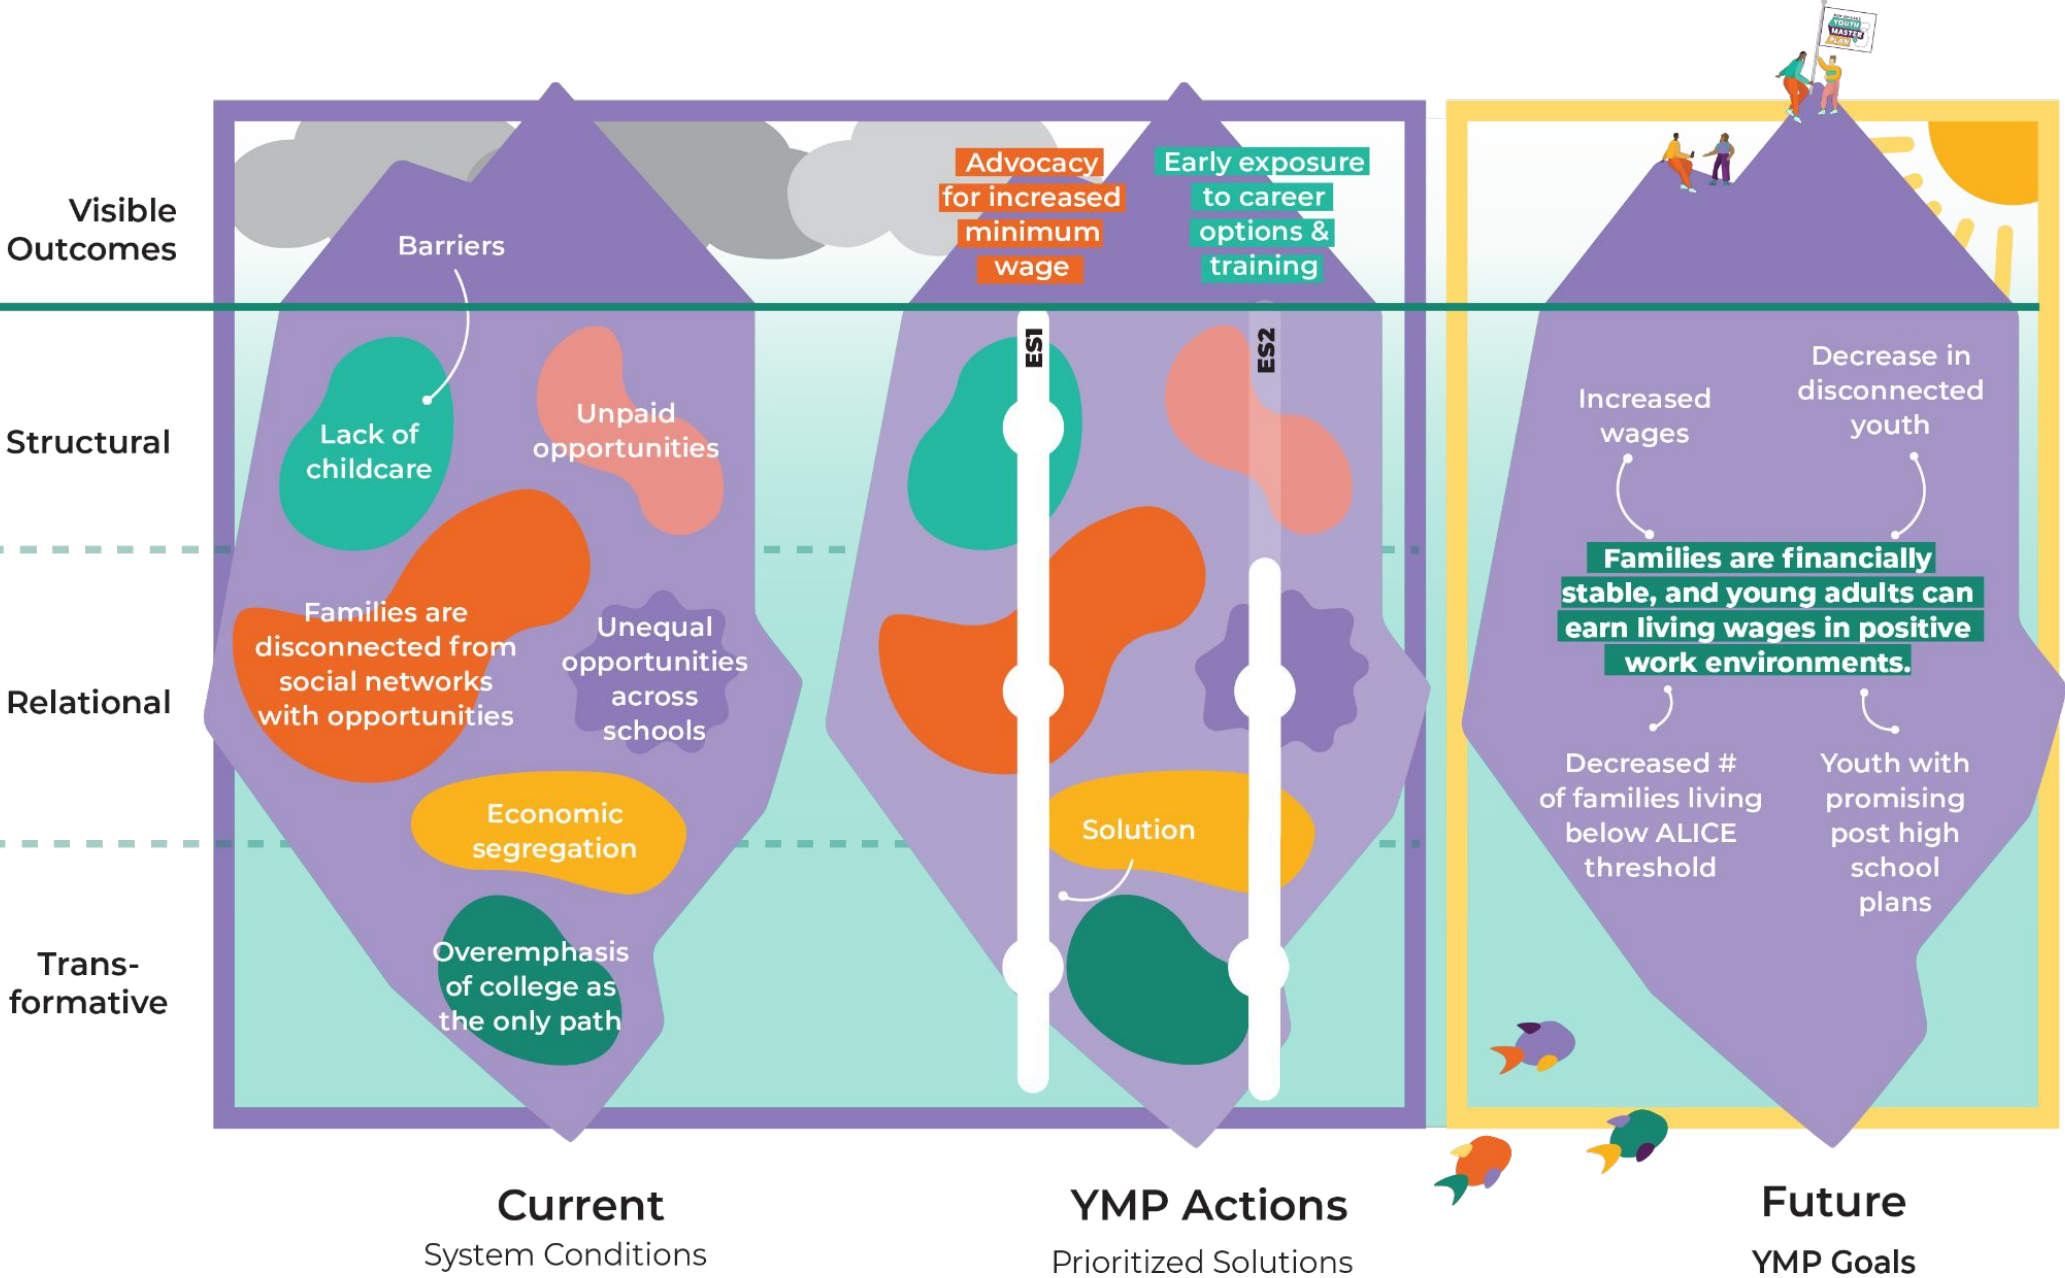 YOUTH
MASTER
PLAN
Visible
Outcomes
Structural
Relational
Trans-
formative
Barriers
Lack of
childcare
Unpaid
opportunities
Families are
disconnected from
social networks
with opportunities
Unequal
opportunities
across
schools
Economic
segregation
Overemphasis
of college as
the only path
Current
System Conditions
Advocacy
for increased
minimum
wage
Early exposure
to career
options &
training
ES1
ES2
Solution
YMP Actions
Prioritized Solutions
Increased
wages
Decrease in
disconnected
youth
Families are financially
stable, and young adults can
earn living wages in positive
work environments.
Decreased #
of families living
below ALICE
threshold
Youth with
promising
post high
school
plans
Future
YMP Goals